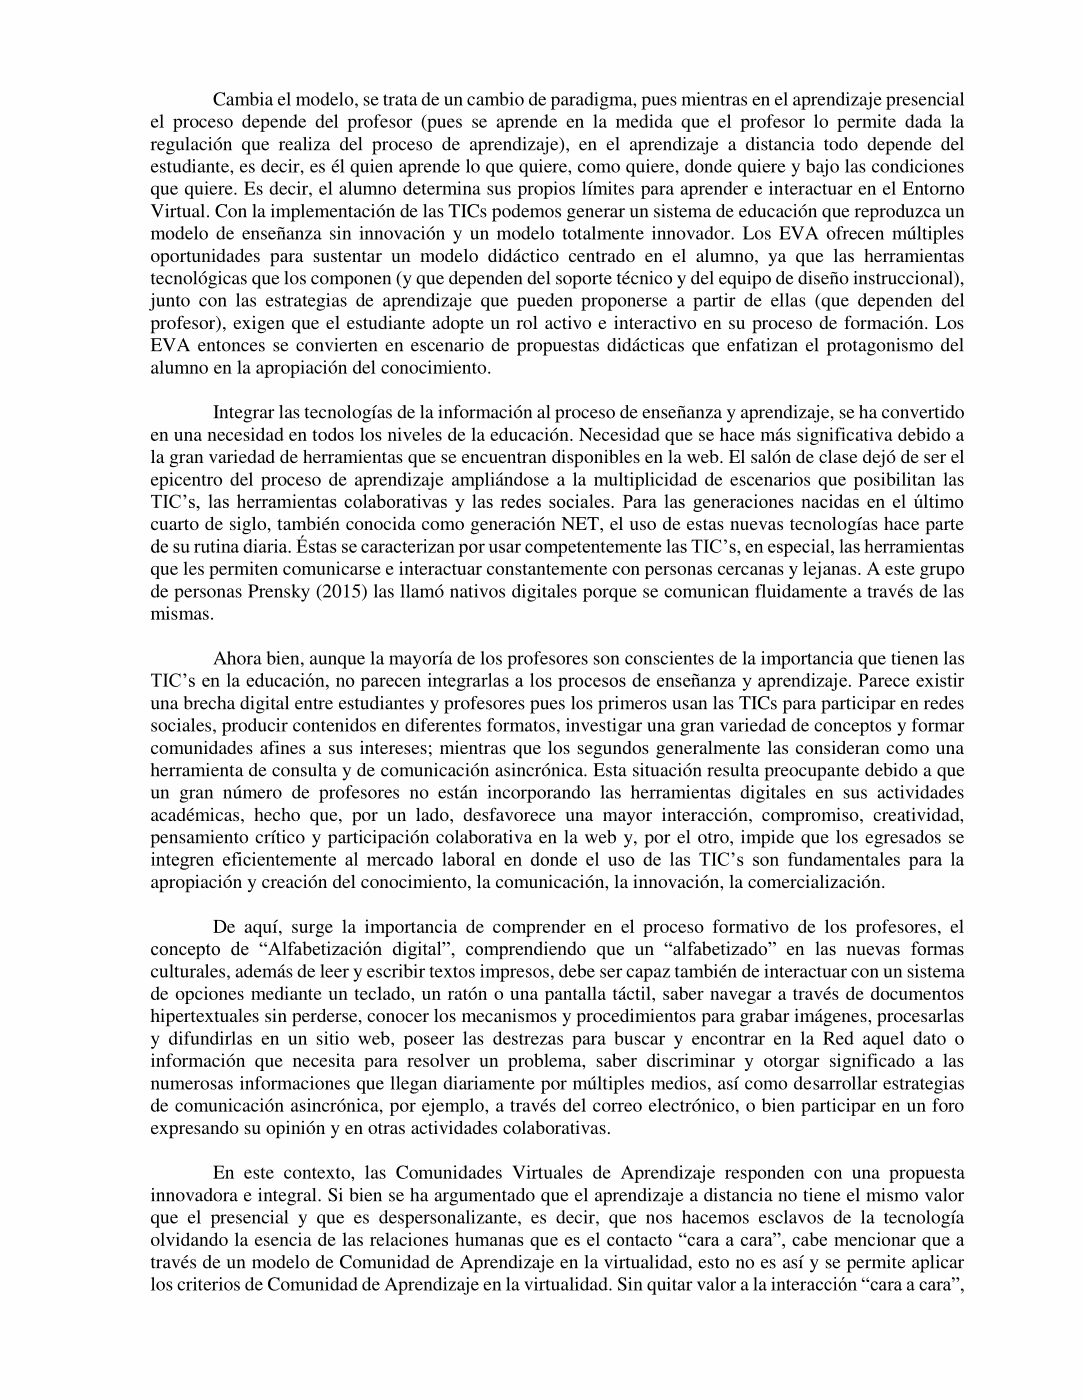 Cambia el modelo, se trata de un cambio de paradigma, pues mientras en el aprendizaje presencial
el proceso depende del profesor (pues se aprende en la medida que el profesor lo permite dada la
regulación que realiza del proceso de aprendizaje), en el aprendizaje a distancia todo depende del
estudiante, es decir, es él quien aprende lo que quiere, como quiere, donde quiere y bajo las condiciones
que quiere. Es decir, el alumno determina sus propios límites para aprender e interactuar en el Entorno
Virtual. Con la implementación de las TICs podemos generar un sistema de educación que reproduzca un
modelo de enseñanza sin innovación y un modelo totalmente innovador. Los EVA ofrecen múltiples
oportunidades para sustentar un modelo didáctico centrado en el alumno, ya que las herramientas
tecnológicas que los componen (y que dependen del soporte técnico y del equipo de diseño instruccional),
junto con las estrategias de aprendizaje que pueden proponerse a partir de ellas (que dependen del
profesor), exigen que el estudiante adopte un rol activo e interactivo en su proceso de formación. Los
EVA entonces se convierten en escenario de propuestas didácticas que enfatizan el protagonismo del
alumno en la apropiación del conocimiento.
Integrar las tecnologías de la información al proceso de enseñanza y aprendizaje, se ha convertido
en una necesidad en todos los niveles de la educación. Necesidad que se hace más significativa debido a
la gran variedad de herramientas que se encuentran disponibles en la web. El salón de clase dejó de ser el
epicentro del proceso de aprendizaje ampliándose a la multiplicidad de escenarios que posibilitan las
TIC’s, las herramientas colaborativas y las redes sociales. Para las generaciones nacidas en el último
cuarto de siglo, también conocida como generación NET, el uso de estas nuevas tecnologías hace parte
de su rutina diaria. Éstas se caracterizan por usar competentemente las TIC’s, en especial, las herramientas
que les permiten comunicarse e interactuar constantemente con personas cercanas y lejanas. A este grupo
de personas Prensky (2015) las llamó nativos digitales porque se comunican fluidamente a través de las
mismas.
Ahora bien, aunque la mayoría de los profesores son conscientes de la importancia que tienen las
TIC’s en la educación, no parecen integrarlas a los procesos de enseñanza y aprendizaje. Parece existir
una brecha digital entre estudiantes y profesores pues los primeros usan las TICs para participar en redes
sociales, producir contenidos en diferentes formatos, investigar una gran variedad de conceptos y formar
comunidades afines a sus intereses; mientras que los segundos generalmente las consideran como una
herramienta de consulta y de comunicación asincrónica. Esta situación resulta preocupante debido a que
un gran número de profesores no están incorporando las herramientas digitales en sus actividades
académicas, hecho que, por un lado, desfavorece una mayor interacción, compromiso, creatividad,
pensamiento crítico y participación colaborativa en la web y, por el otro, impide que los egresados se
integren eficientemente al mercado laboral en donde el uso de las TIC’s son fundamentales para la
apropiación y creación del conocimiento, la comunicación, la innovación, la comercialización.
De aquí, surge la importancia de comprender en el proceso formativo de los profesores, el
concepto de “Alfabetización digital”, comprendiendo que un “alfabetizado” en las nuevas formas
culturales, además de leer y escribir textos impresos, debe ser capaz también de interactuar con un sistema
de opciones mediante un teclado, un ratón o una pantalla táctil, saber navegar a través de documentos
hipertextuales sin perderse, conocer los mecanismos y procedimientos para grabar imágenes, procesarlas
y difundirlas en un sitio web, poseer las destrezas para buscar y encontrar en la Red aquel dato o
información que necesita para resolver un problema, saber discriminar y otorgar significado a las
numerosas informaciones que llegan diariamente por múltiples medios, así como desarrollar estrategias
de comunicación asincrónica, por ejemplo, a través del correo electrónico, o bien participar en un foro
expresando su opinión y en otras actividades colaborativas.
En este contexto, las Comunidades Virtuales de Aprendizaje responden con una propuesta
innovadora e integral. Si bien se ha argumentado que el aprendizaje a distancia no tiene el mismo valor
que el presencial y que es despersonalizante, es decir, que nos hacemos esclavos de la tecnología
olvidando la esencia de las relaciones humanas que es el contacto “cara a cara”, cabe mencionar que a
través de un modelo de Comunidad de Aprendizaje en la virtualidad, esto no es así y se permite aplicar
los criterios de Comunidad de Aprendizaje en la virtualidad. Sin quitar valor a la interacción “cara a cara”,